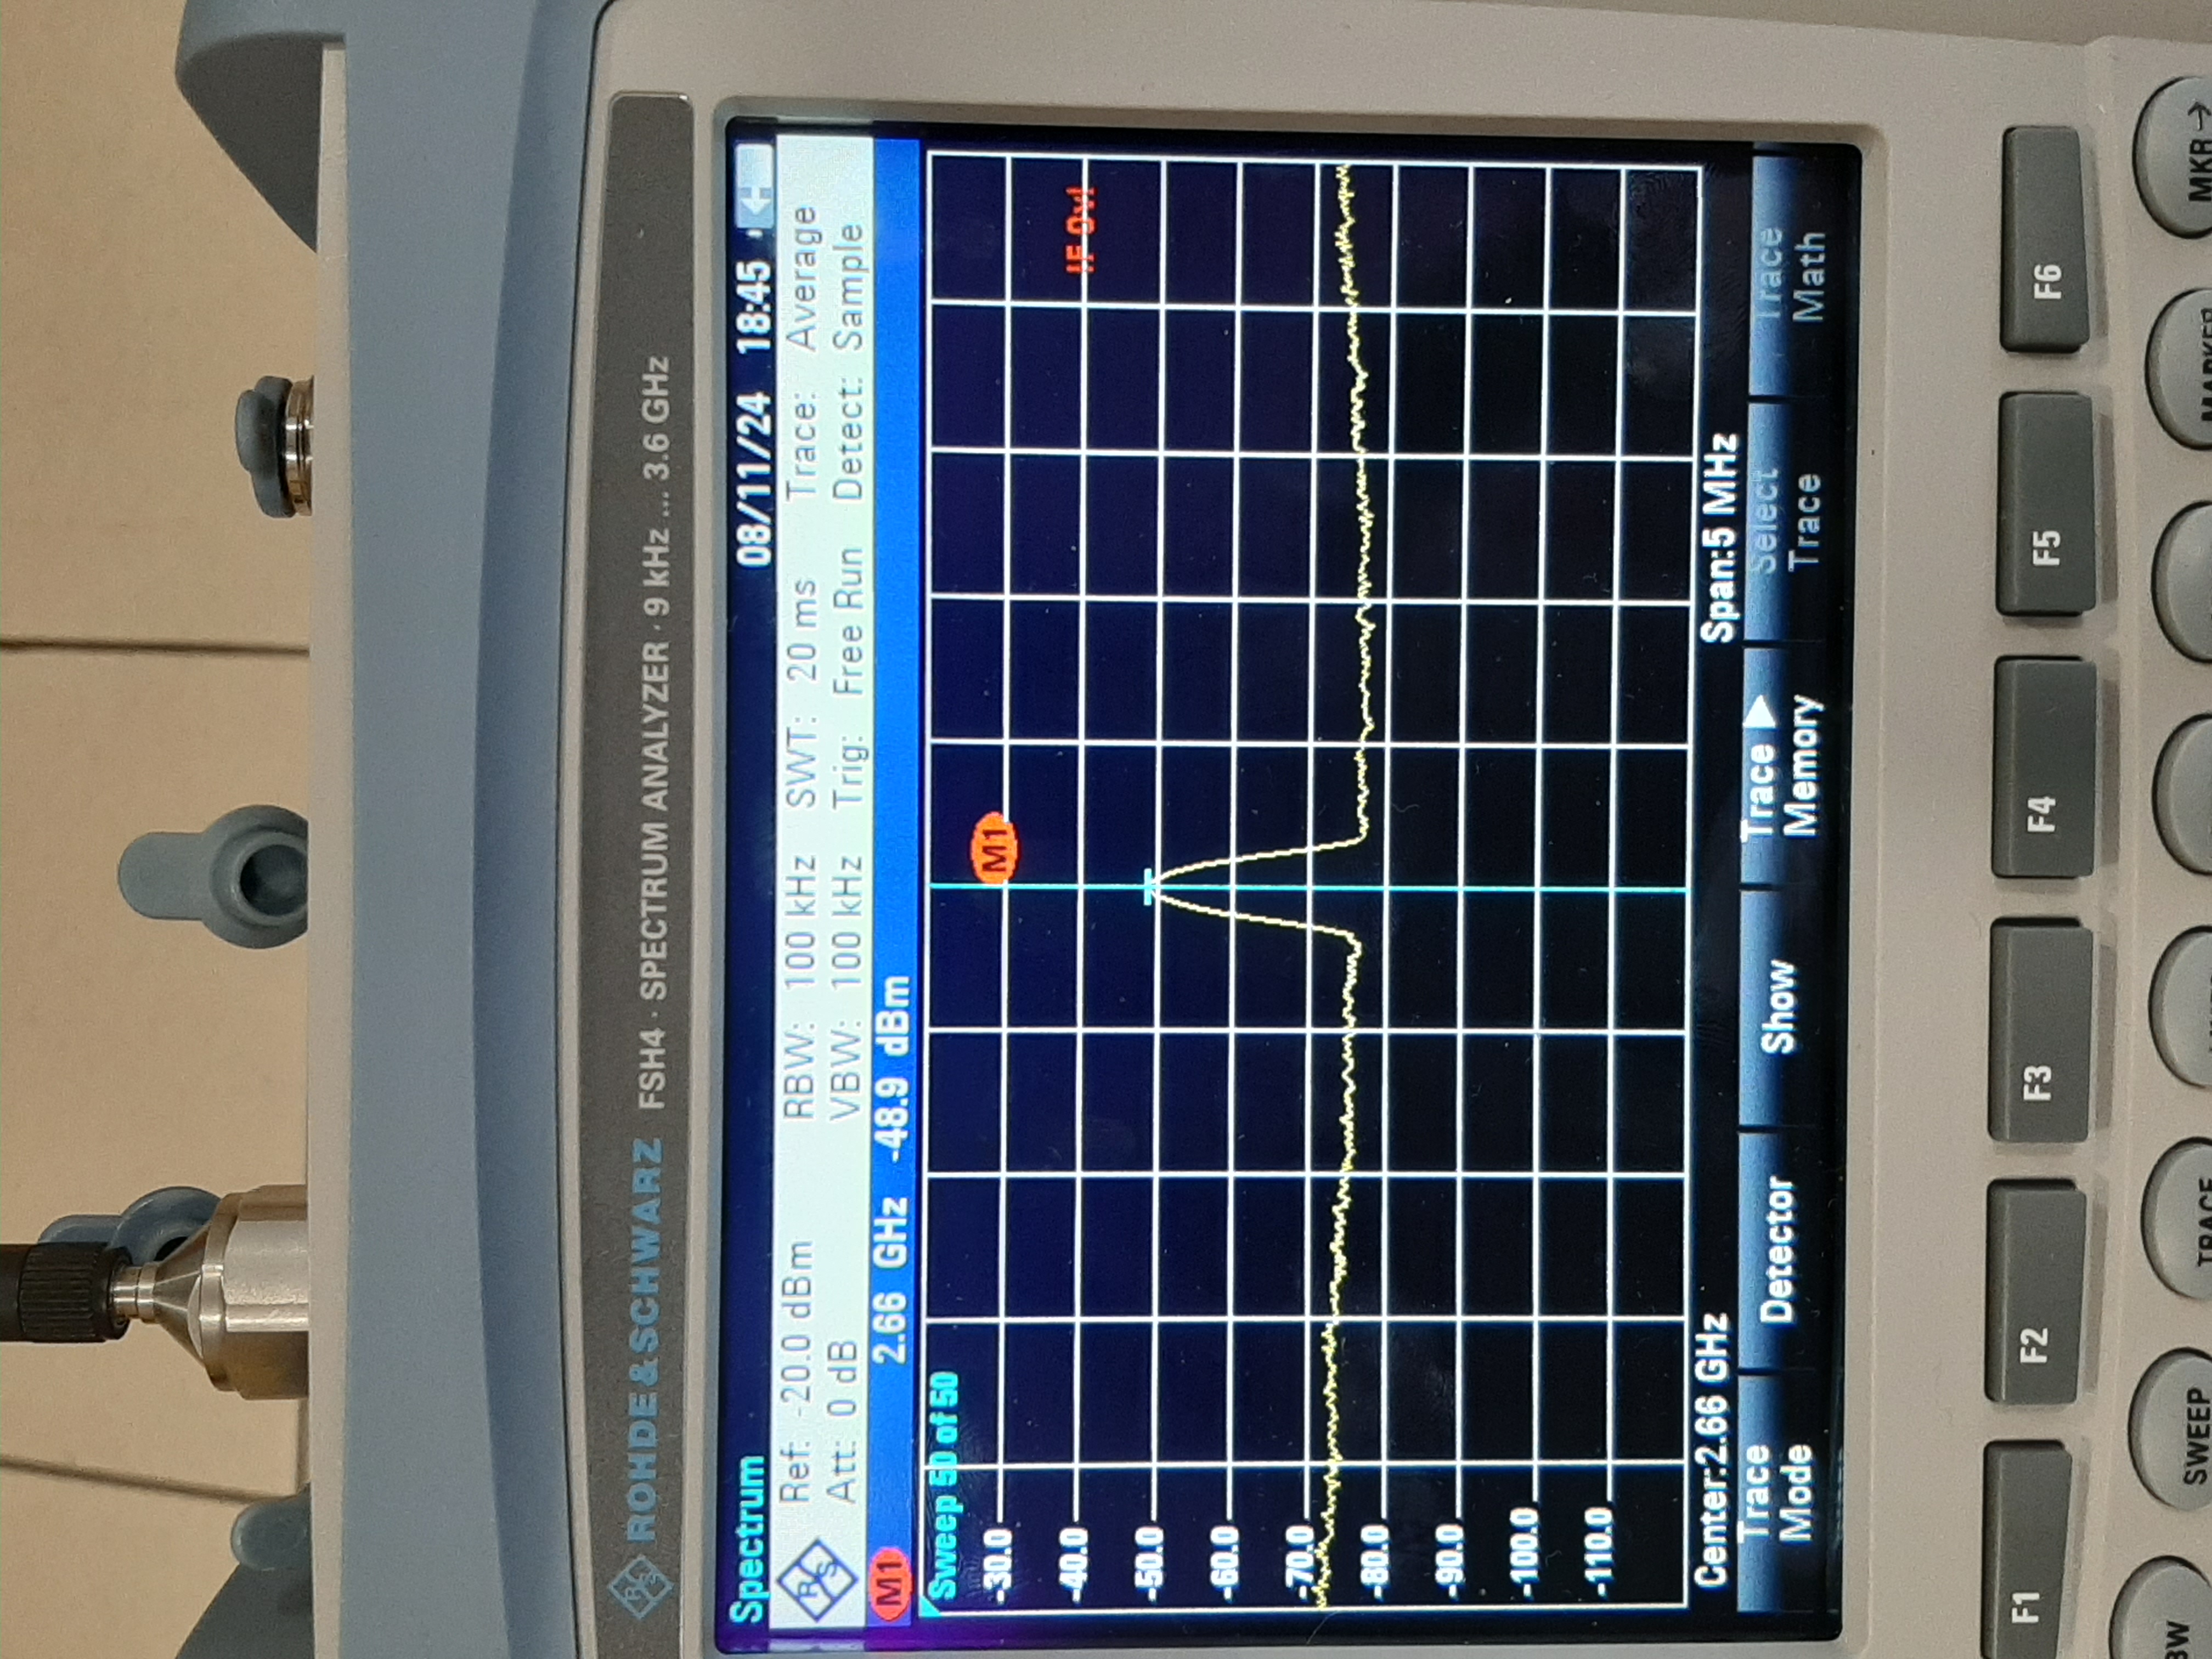 ROHDE & SCHWARZ FSH4 · SPECTRUM ANALYZER · 9 kHz ... 3.6 GHz
Spectrum 08/11/24 18:45
Ref: -20.0 dBm RBW: 100 kHz SWT: 20 ms Trace: Average
Att: 0 dB VBW: 100 kHz Trig: Free Run Detect: Sample
M1 2.66 GHz -48.9 dBm
Sweep 50 of 50
M1
-30.0
IF Ovl
-40.0
-50.0
-60.0
-70.0
-80.0
-90.0
-100.0
-110.0
Center:2.66 GHz Span:5 MHz
Trace Mode
Detector
Show
Trace Memory
Select Trace
Trace Math
F1 F2 F3 F4 F5 F6
BW SWEEP TRACE MARKER MKR→